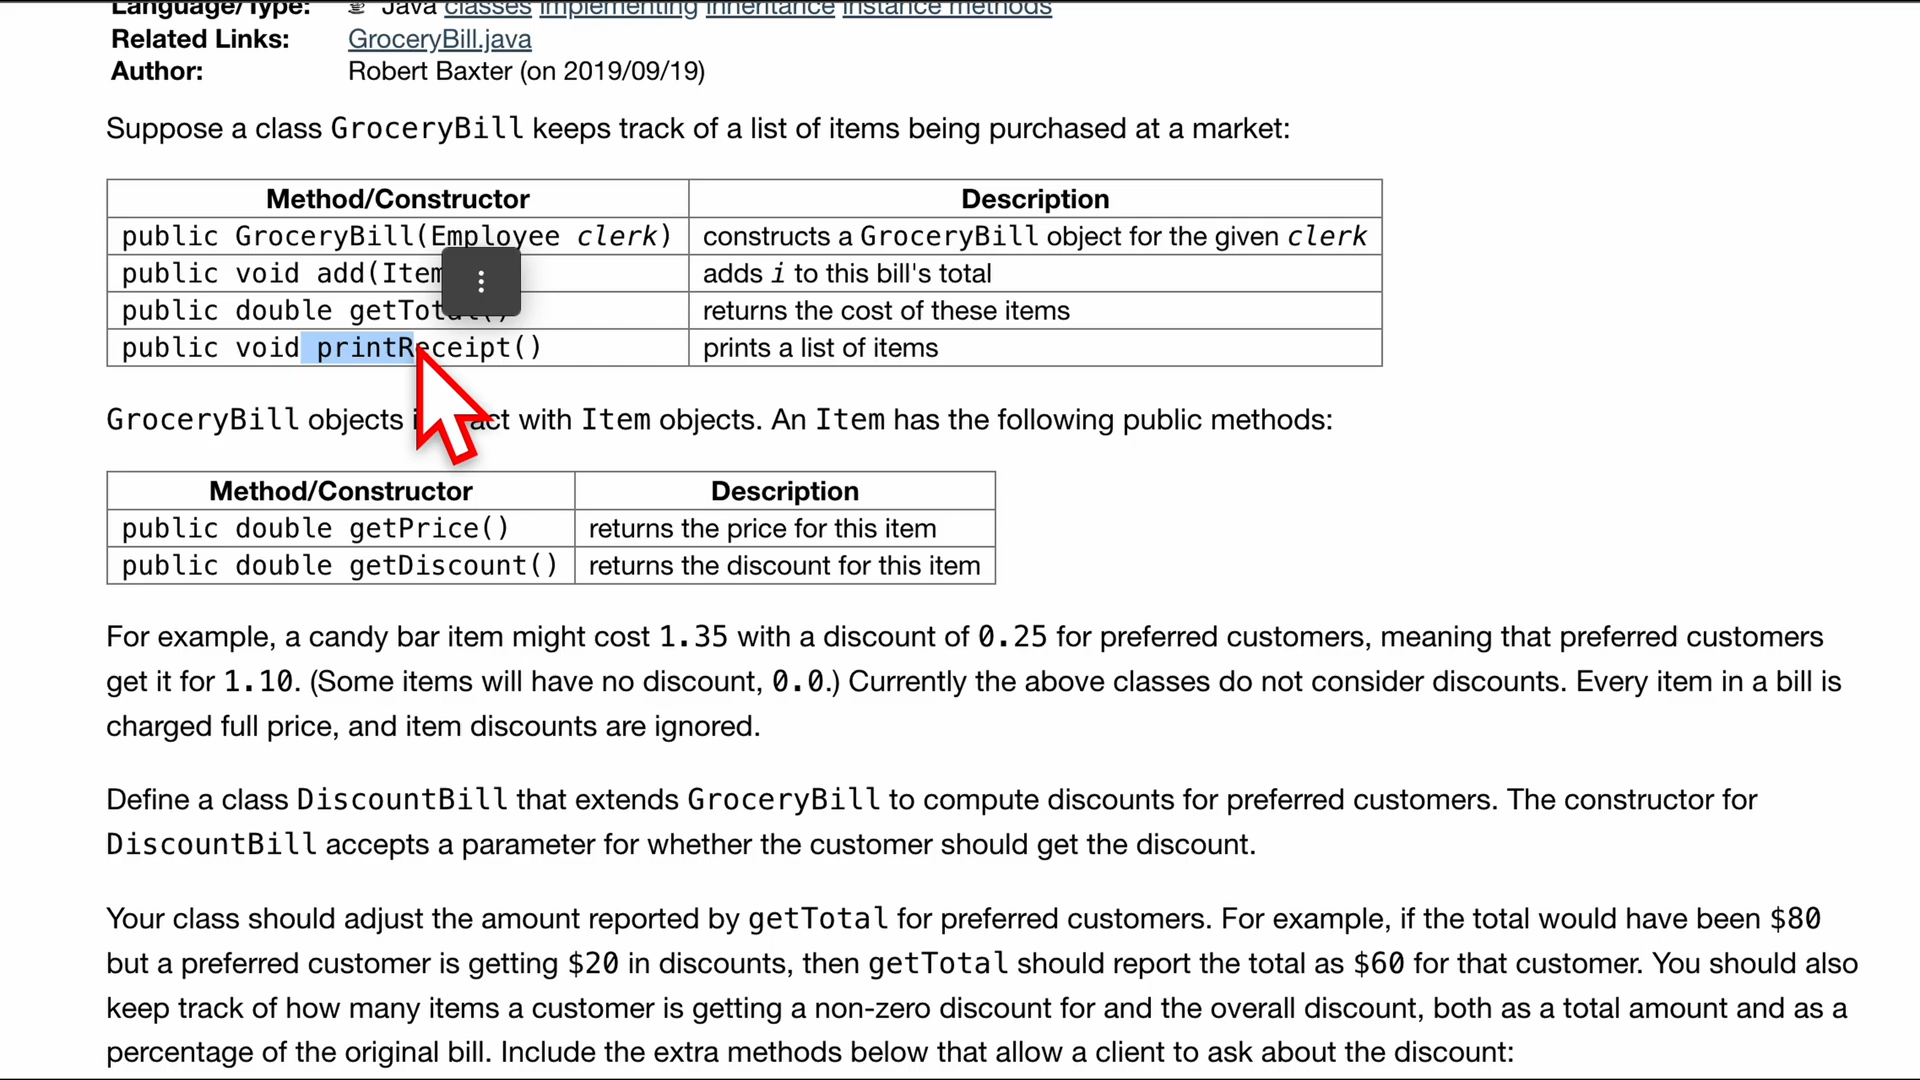 Language/Type: Java classes implementing inheritance instance methods
Related Links: GroceryBill.java
Author: Robert Baxter (on 2019/09/19)
Suppose a class GroceryBill keeps track of a list of items being purchased at a market:
Method/Constructor Description
public GroceryBill(Employee clerk) constructs a GroceryBill object for the given clerk
public void add(Item adds i to this bill's total
public double getTotal() returns the cost of these items
public void printReceipt() prints a list of items
GroceryBill objects act with Item objects. An Item has the following public methods:
Method/Constructor Description
public double getPrice() returns the price for this item
public double getDiscount() returns the discount for this item
For example, a candy bar item might cost 1.35 with a discount of 0.25 for preferred customers, meaning that preferred customers
get it for 1.10. (Some items will have no discount, 0.0.) Currently the above classes do not consider discounts. Every item in a bill is
charged full price, and item discounts are ignored.
Define a class DiscountBill that extends GroceryBill to compute discounts for preferred customers. The constructor for
DiscountBill accepts a parameter for whether the customer should get the discount.
Your class should adjust the amount reported by getTotal for preferred customers. For example, if the total would have been $80
but a preferred customer is getting $20 in discounts, then getTotal should report the total as $60 for that customer. You should also
keep track of how many items a customer is getting a non-zero discount for and the overall discount, both as a total amount and as a
percentage of the original bill. Include the extra methods below that allow a client to ask about the discount: